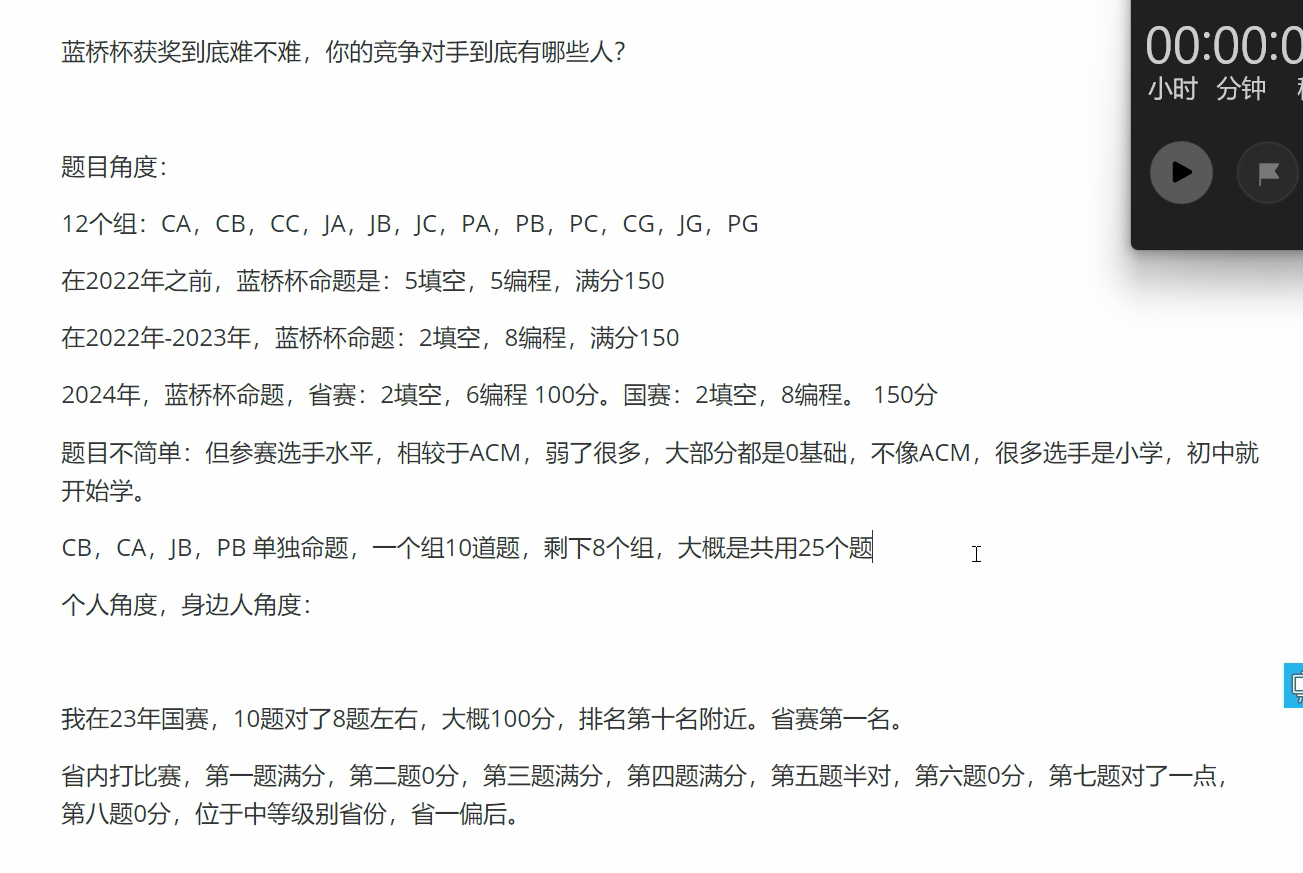 蓝桥杯获奖到底难不难，你的竞争对手到底有哪些人？
00:00:0
小时 分钟
题目角度：
12个组：CA，CB，CC，JA，JB，JC，PA，PB，PC，CG，JG，PG
在2022年之前，蓝桥杯命题是：5填空，5编程，满分150
在2022年-2023年，蓝桥杯命题：2填空，8编程，满分150
2024年，蓝桥杯命题，省赛：2填空，6编程 100分。国赛：2填空，8编程。 150分
题目不简单：但参赛选手水平，相较于ACM，弱了很多，大部分都是0基础，不像ACM，很多选手是小学，初中就
开始学。
CB，CA，JB，PB 单独命题，一个组10道题，剩下8个组，大概是共用25个题
个人角度，身边人角度：
我在23年国赛，10题对了8题左右，大概100分，排名第十名附近。省赛第一名。
省内打比赛，第一题满分，第二题0分，第三题满分，第四题满分，第五题半对，第六题0分，第七题对了一点，
第八题0分，位于中等级别省份，省一偏后。